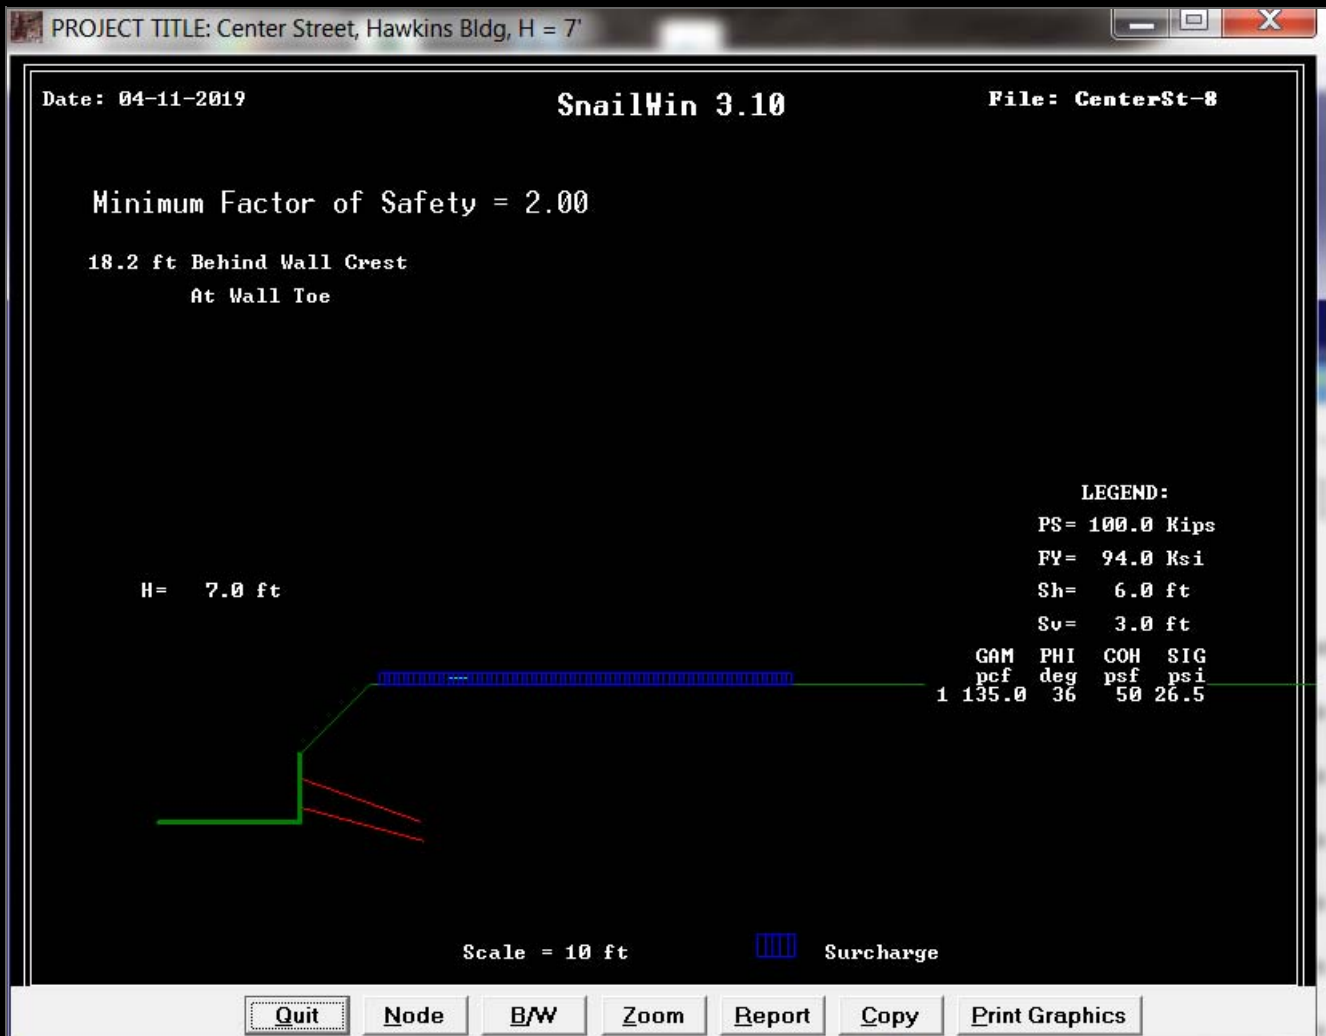 PROJECT TITLE: Center Street, Hawkins Bldg, H = 7'
Date: 04-11-2019
SnailWin 3.10
File: CenterSt-8
Minimum Factor of Safety = 2.00
18.2 ft Behind Wall Crest
At Wall Toe
LEGEND:
PS= 100.0 Kips
FY= 94.0 Ksi
H= 7.0 ft
Sh= 6.0 ft
Sv= 3.0 ft
GAM PHI COH SIG
pcf deg psf psi
1 135.0 36 50 26.5
Scale = 10 ft
Surcharge
Quit Node B/W Zoom Report Copy Print Graphics